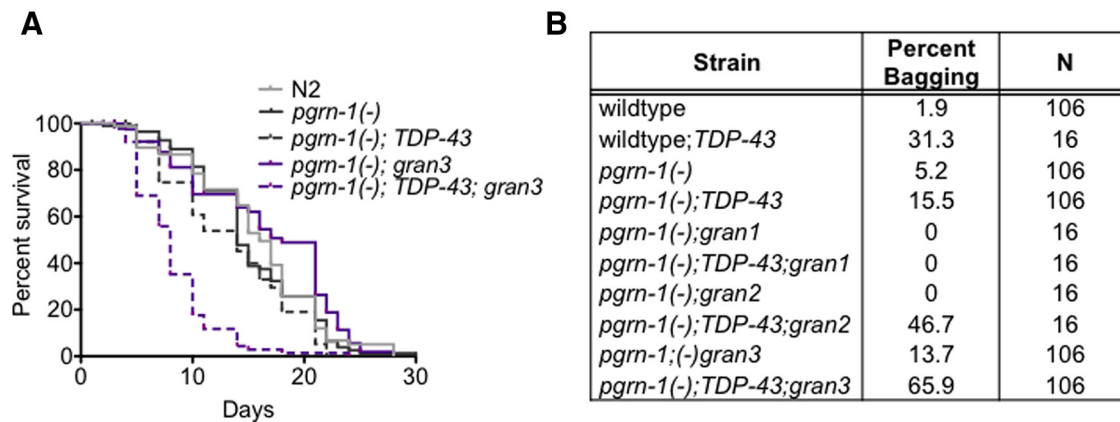 A
N2
pgrn-1(-)
pgrn-1(-); TDP-43
pgrn-1(-); gran3
pgrn-1(-); TDP-43; gran3
100
80
60
40
20
0
Percent survival
0 10 20 30
Days
B
Strain Percent Bagging N
wildtype 1.9 106
wildtype;TDP-43 31.3 16
pgrn-1(-) 5.2 106
pgrn-1(-);TDP-43 15.5 106
pgrn-1(-);gran1 0 16
pgrn-1(-);TDP-43;gran1 0 16
pgrn-1(-);gran2 0 16
pgrn-1(-);TDP-43;gran2 46.7 16
pgrn-1;(-)gran3 13.7 106
pgrn-1(-);TDP-43;gran3 65.9 106